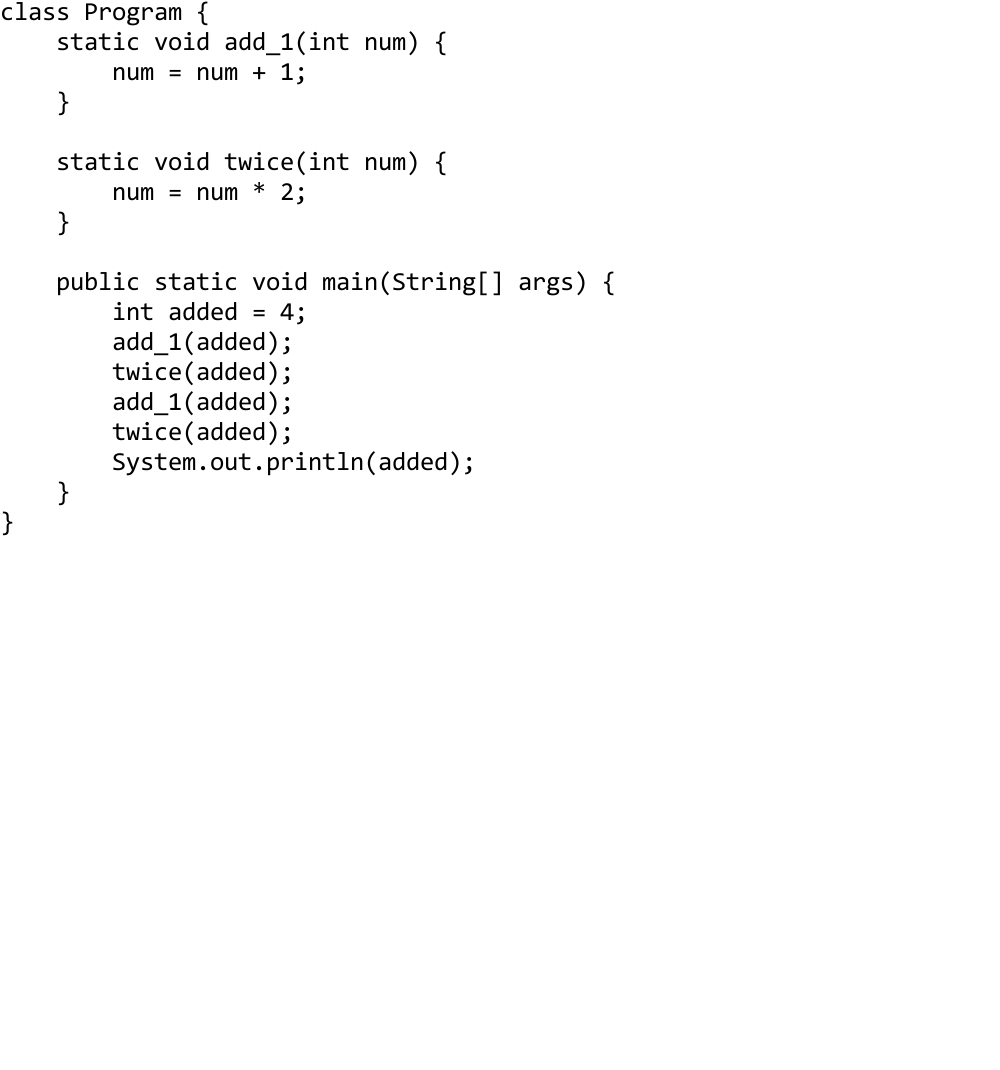 class Program {
    static void add_1(int num) {
        num = num + 1;
    }

    static void twice(int num) {
        num = num * 2;
    }

    public static void main(String[] args) {
        int added = 4;
        add_1(added);
        twice(added);
        add_1(added);
        twice(added);
        System.out.println(added);
    }
}